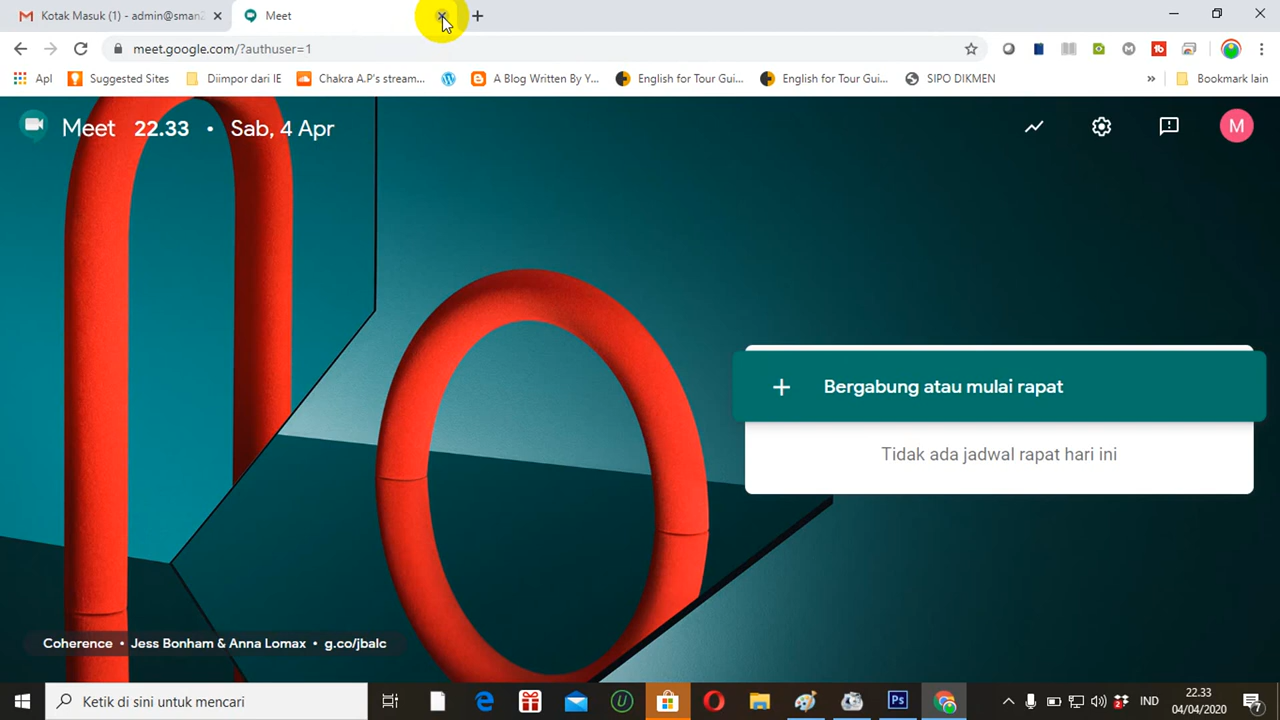 Kotak Masuk (1) - admin@sman2
Meet
meet.google.com/?authuser=1
Apl
Suggested Sites
Diimpor dari IE
Chakra A.P's stream...
A Blog Written By Y...
English for Tour Gui...
English for Tour Gui...
SIPO DIKMEN
»
Bookmark lain
Meet 22.33 • Sab, 4 Apr
M
+ Bergabung atau mulai rapat
Tidak ada jadwal rapat hari ini
Coherence • Jess Bonham & Anna Lomax • g.co/jbalc
Ketik di sini untuk mencari
Ps
IND
22.33
04/04/2020
7